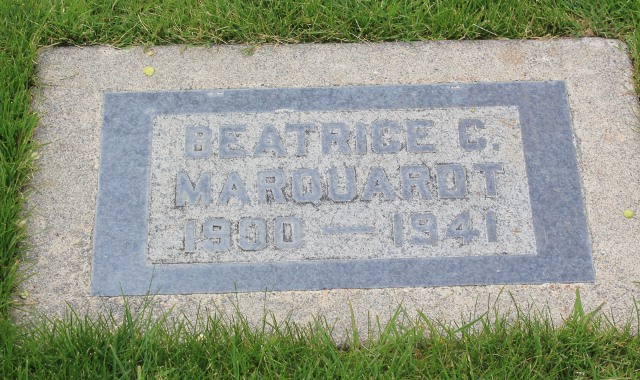 BEATRICE C.
MARQUARDT
1900 — 1941